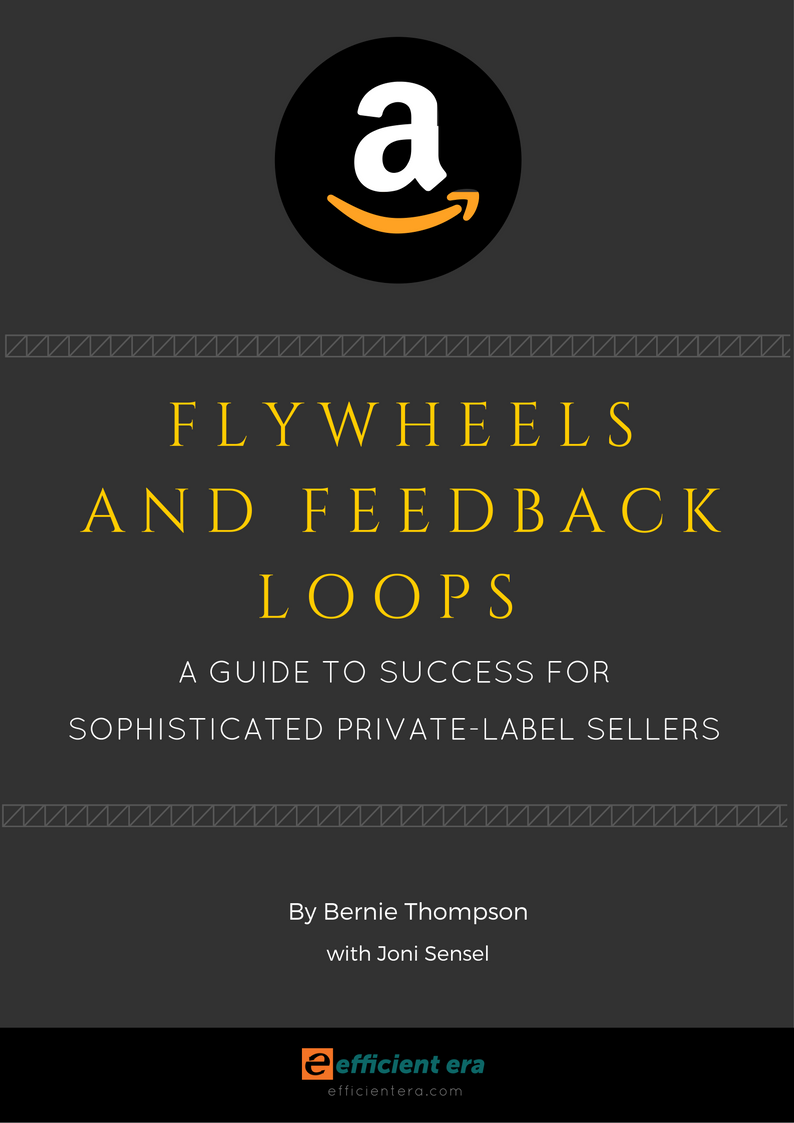 a
FLYWHEELS
AND FEEDBACK
LOOPS
A GUIDE TO SUCCESS FOR
SOPHISTICATED PRIVATE-LABEL SELLERS
By Bernie Thompson
with Joni Sensel
e efficient era
efficientera.com